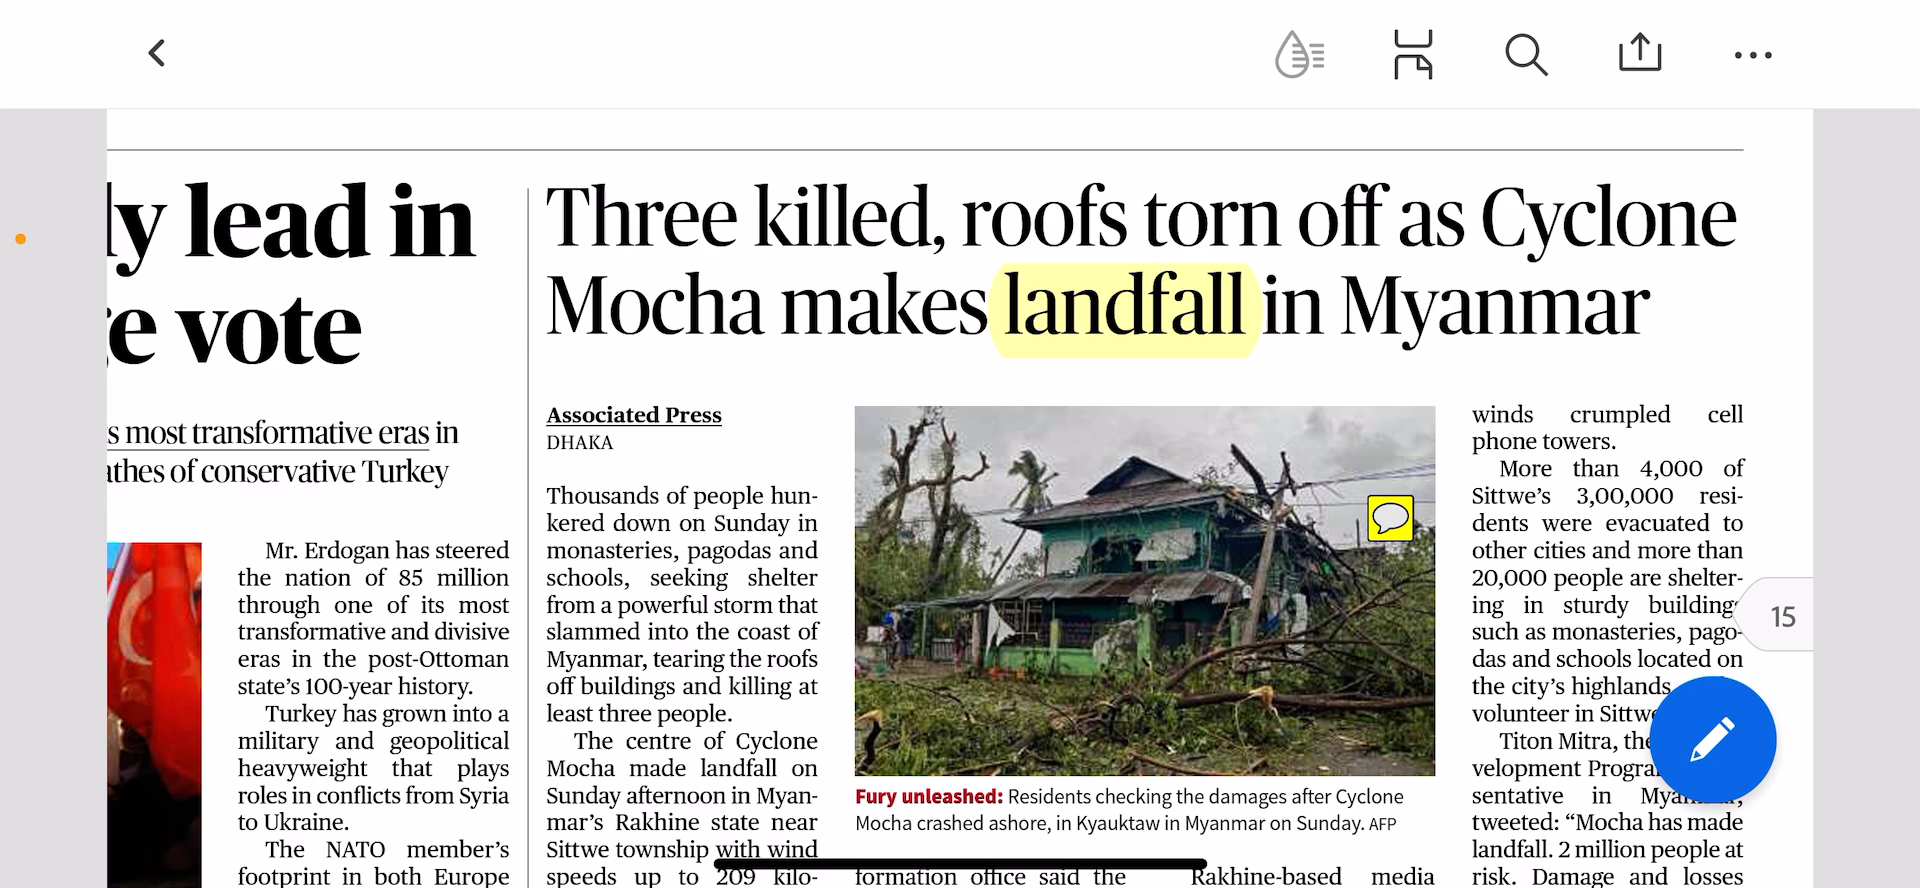 ly lead in
e vote
s most transformative eras in
athes of conservative Turkey
Mr. Erdogan has steered
the nation of 85 million
through one of its most
transformative and divisive
eras in the post-Ottoman
state's 100-year history.
Turkey has grown into a
military and geopolitical
heavyweight that plays
roles in conflicts from Syria
to Ukraine.
The NATO member's
footprint in both Europe
Three killed, roofs torn off as Cyclone
Mocha makes landfall in Myanmar
Associated Press
DHAKA
Thousands of people hun-
kered down on Sunday in
monasteries, pagodas and
schools, seeking shelter
from a powerful storm that
slammed into the coast of
Myanmar, tearing the roofs
off buildings and killing at
least three people.
The centre of Cyclone
Mocha made landfall on
Sunday afternoon in Myan-
mar's Rakhine state near
Sittwe township with wind
speeds up to 209 kilo-
Fury unleashed: Residents checking the damages after Cyclone
Mocha crashed ashore, in Kyauktaw in Myanmar on Sunday. AFP
formation office said the
Rakhine-based media
winds crumpled cell
phone towers.
More than 4,000 of
Sittwe's 3,00,000 resi-
dents were evacuated to
other cities and more than
20,000 people are shelter-
ing in sturdy buildings
such as monasteries, pago-
das and schools located on
the city's highlands
volunteer in Sittwe
Titon Mitra, the
velopment Progra
sentative in Myanmar,
tweeted: “Mocha has made
landfall. 2 million people at
risk. Damage and losses
15